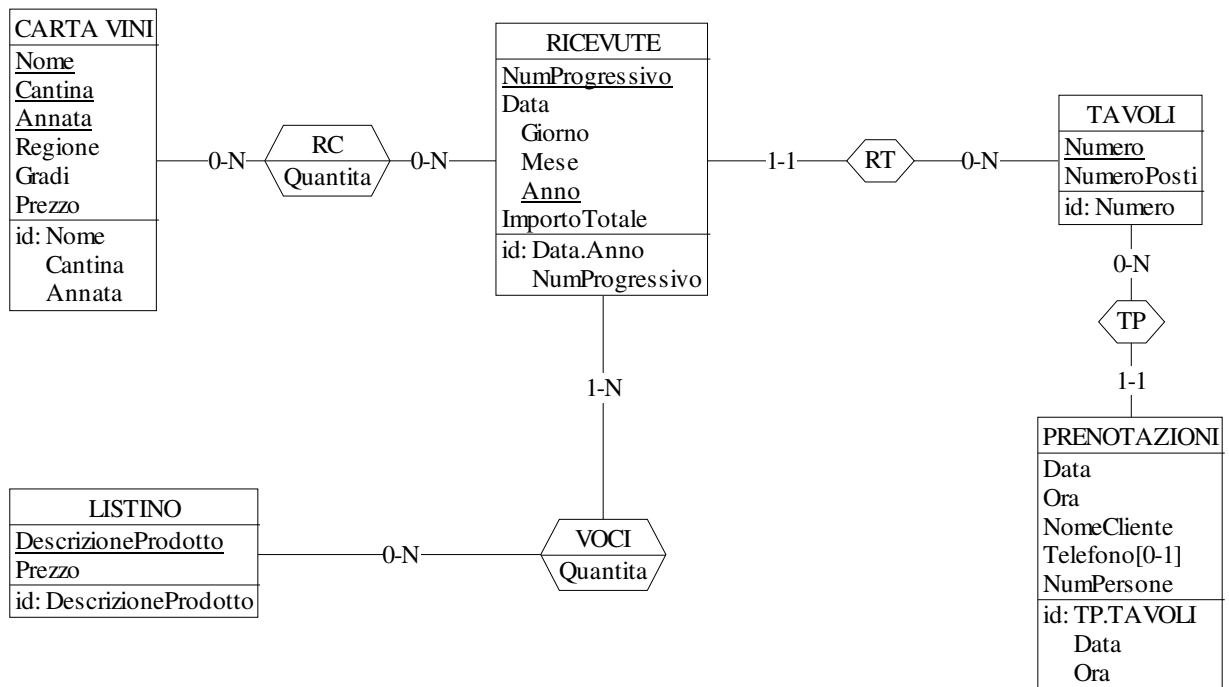 CARTA VINI
Nome
Cantina
Annata
Regione
Gradi
Prezzo
id: Nome
Cantina
Annata
0-N
RC
Quantita
0-N
RICEVUTE
NumProgressivo
Data
Giorno
Mese
Anno
ImportoTotale
id: Data.Anno
NumProgressivo
1-1
RT
0-N
TAVOLI
Numero
NumeroPosti
id: Numero
0-N
TP
1-1
PRENOTAZIONI
Data
Ora
NomeCliente
Telefono[0-1]
NumPersone
id: TP.TAVOLI
Data
Ora
1-N
VOCI
Quantita
0-N
LISTINO
DescrizioneProdotto
Prezzo
id: DescrizioneProdotto